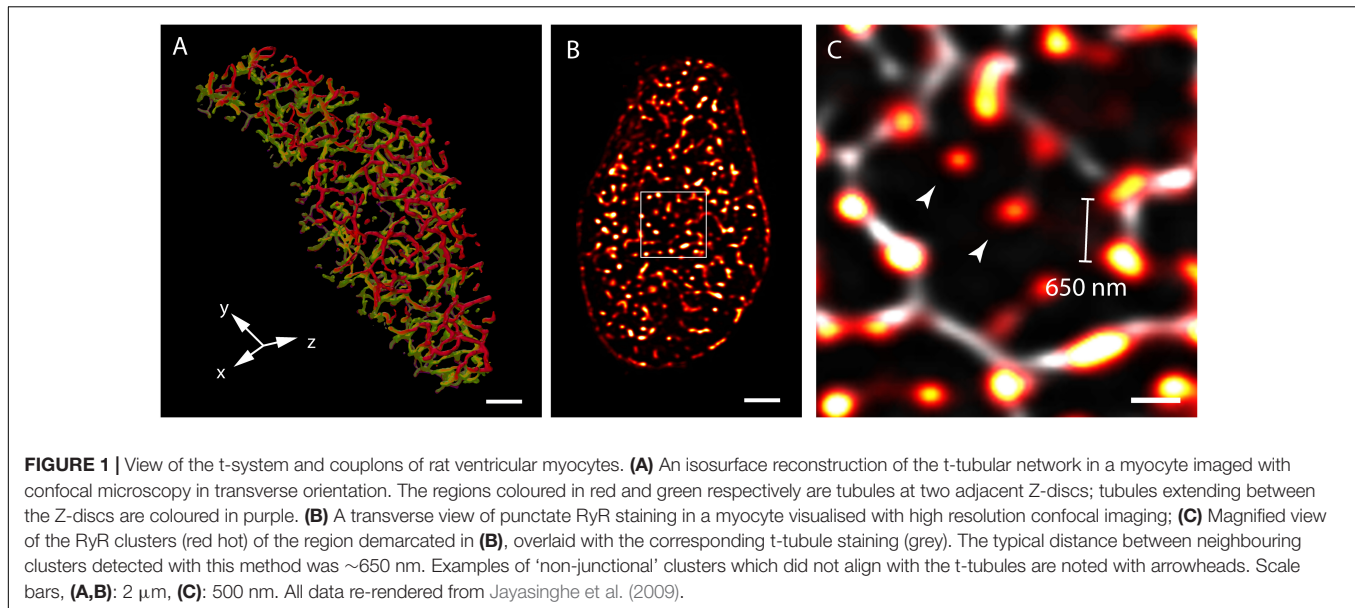 A
B
C
y
z
x
650 nm
FIGURE 1 | View of the t-system and couplons of rat ventricular myocytes. (A) An isosurface reconstruction of the t-tubular network in a myocyte imaged with
confocal microscopy in transverse orientation. The regions coloured in red and green respectively are tubules at two adjacent Z-discs; tubules extending between
the Z-discs are coloured in purple. (B) A transverse view of punctate RyR staining in a myocyte visualised with high resolution confocal imaging; (C) Magnified view
of the RyR clusters (red hot) of the region demarcated in (B), overlaid with the corresponding t-tubule staining (grey). The typical distance between neighbouring
clusters detected with this method was ∼650 nm. Examples of ‘non-junctional’ clusters which did not align with the t-tubules are noted with arrowheads. Scale
bars, (A,B): 2 μm, (C): 500 nm. All data re-rendered from Jayasinghe et al. (2009).